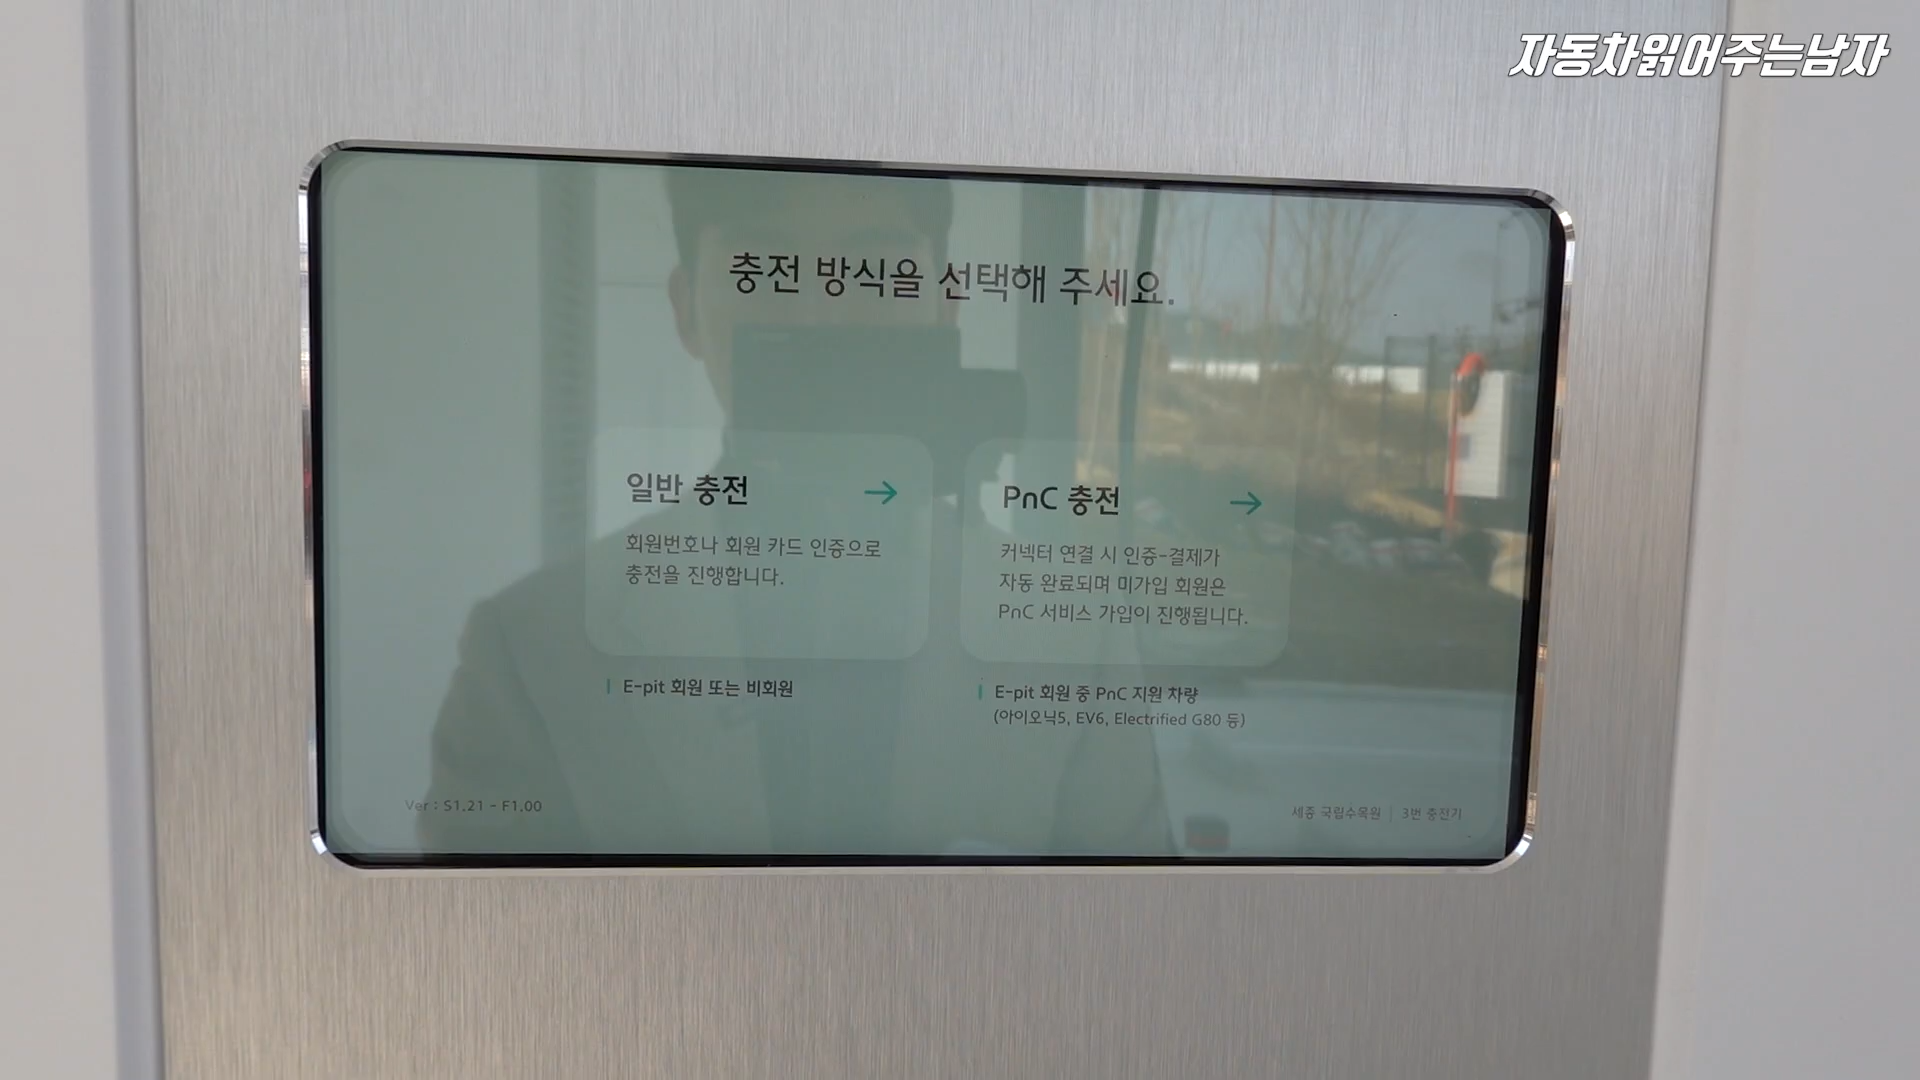 자동차읽어주는남자
충전 방식을 선택해 주세요.
일반 충전 →
회원번호나 회원 카드 인증으로
충전을 진행합니다.
E-pit 회원 또는 비회원
PnC 충전 →
커넥터 연결 시 인증-결제가
자동 완료되며 미가입 회원은
PnC 서비스 가입이 진행됩니다.
E-pit 회원 중 PnC 지원 차량
(아이오닉5, EV6, Electrified G80 등)
Ver : S1.21 - F1.00
세종 국립수목원 | 3번 충전기